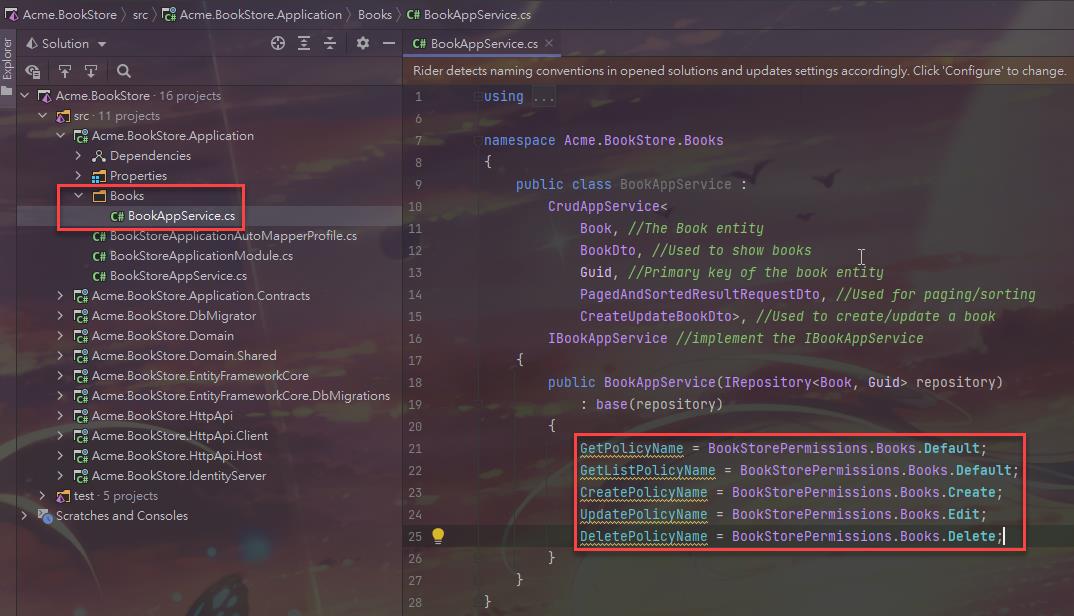 Acme.BookStore › src › Acme.BookStore.Application › Books › C# BookAppService.cs
Explorer
Solution
C# BookAppService.cs ×
Rider detects naming conventions in opened solutions and updates settings accordingly. Click 'Configure' to change.
Acme.BookStore · 16 projects
src · 11 projects
Acme.BookStore.Application
Dependencies
Properties
Books
C# BookAppService.cs
C# BookStoreApplicationAutoMapperProfile.cs
C# BookStoreApplicationModule.cs
C# BookStoreAppService.cs
Acme.BookStore.Application.Contracts
Acme.BookStore.DbMigrator
Acme.BookStore.Domain
Acme.BookStore.Domain.Shared
Acme.BookStore.EntityFrameworkCore
Acme.BookStore.EntityFrameworkCore.DbMigrations
Acme.BookStore.HttpApi
Acme.BookStore.HttpApi.Client
Acme.BookStore.HttpApi.Host
Acme.BookStore.IdentityServer
test · 5 projects
Scratches and Consoles
1 using ...
6
7 namespace Acme.BookStore.Books
8 {
9 public class BookAppService :
10 CrudAppService<
11 Book, //The Book entity
12 BookDto, //Used to show books
13 Guid, //Primary key of the book entity
14 PagedAndSortedResultRequestDto, //Used for paging/sorting
15 CreateUpdateBookDto>, //Used to create/update a book
16 IBookAppService //implement the IBookAppService
17 {
18 public BookAppService(IRepository<Book, Guid> repository)
19 : base(repository)
20 {
21 GetPolicyName = BookStorePermissions.Books.Default;
22 GetListPolicyName = BookStorePermissions.Books.Default;
23 CreatePolicyName = BookStorePermissions.Books.Create;
24 UpdatePolicyName = BookStorePermissions.Books.Edit;
25 DeletePolicyName = BookStorePermissions.Books.Delete;
26 }
27 }
28 }